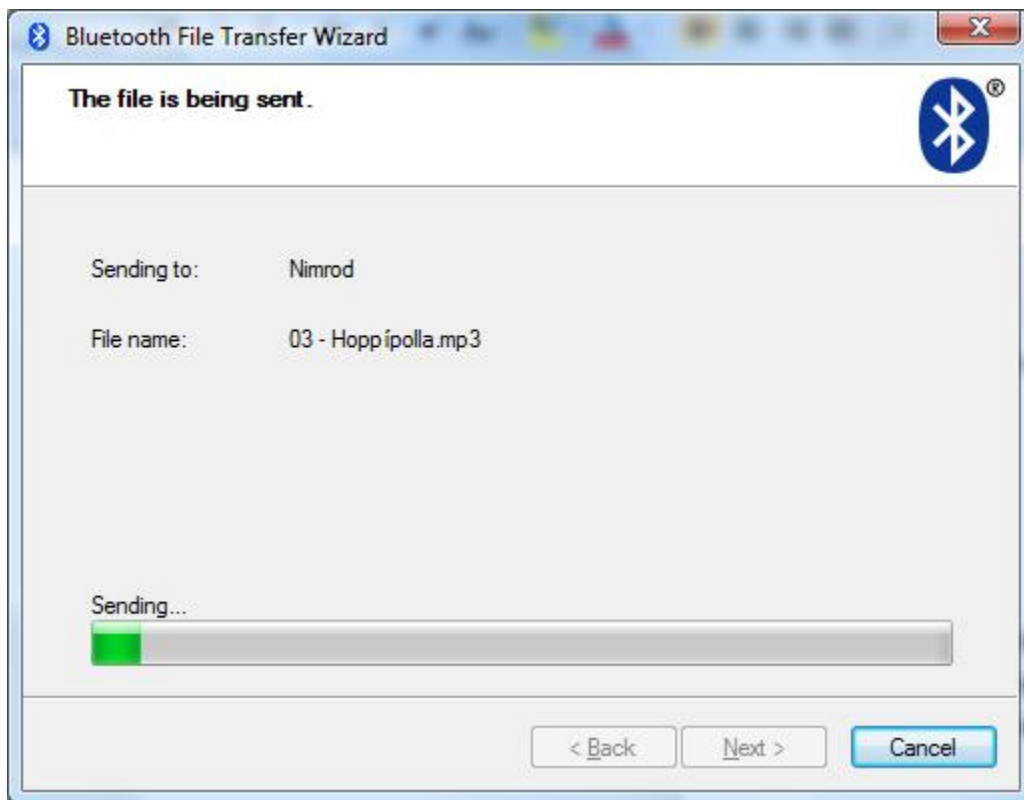 Bluetooth File Transfer Wizard
The file is being sent.
®
Sending to: Nimrod
File name: 03 - Hoppípolla.mp3
Sending...
< Back Next > Cancel